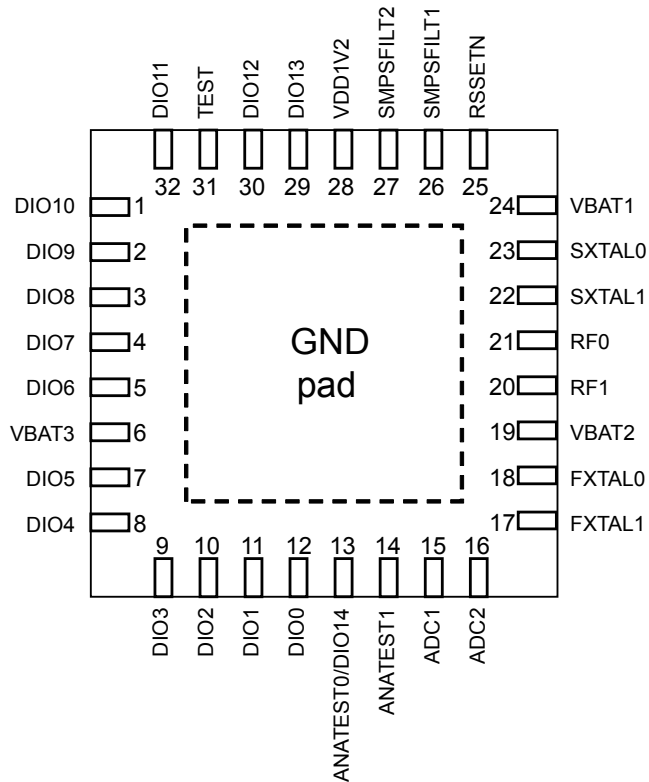 DIO11
TEST
DIO12
DIO13
VDD1V2
SMPSFILT2
SMPSFILT1
RSSETN
32
31
30
29
28
27
26
25
DIO10 1
DIO9 2
DIO8 3
DIO7 4
DIO6 5
VBAT3 6
DIO5 7
DIO4 8
GND
pad
24 VBAT1
23 SXTAL0
22 SXTAL1
21 RF0
20 RF1
19 VBAT2
18 FXTAL0
17 FXTAL1
9
10
11
12
13
14
15
16
DIO3
DIO2
DIO1
DIO0
ANATEST0/DIO14
ANATEST1
ADC1
ADC2